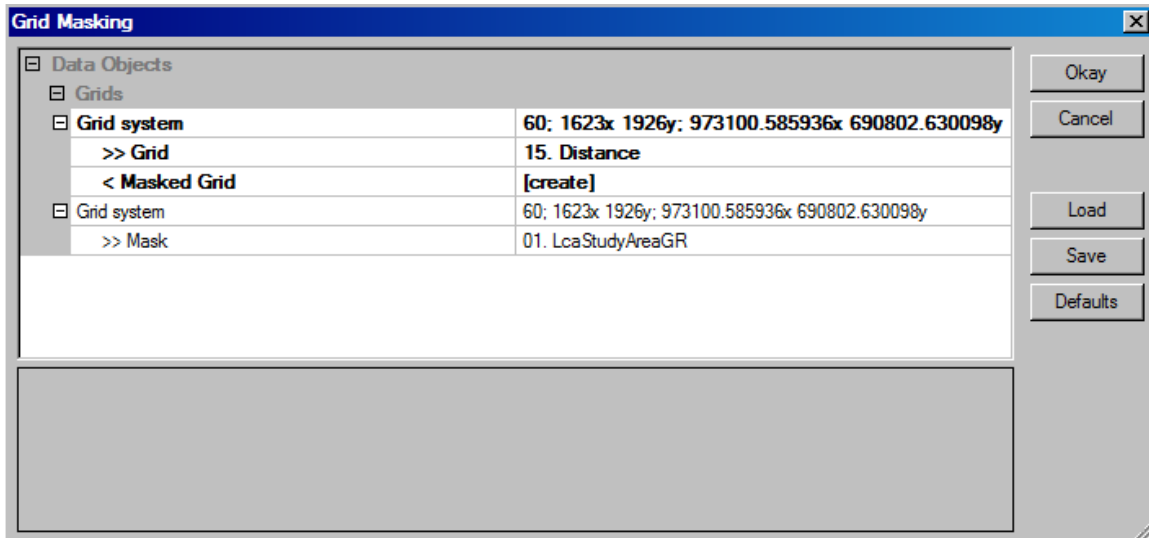 Grid Masking
Data Objects
Grids
Grid system 60; 1623x 1926y; 973100.585936x 690802.630098y
>> Grid 15. Distance
< Masked Grid [create]
Grid system 60; 1623x 1926y; 973100.585936x 690802.630098y
>> Mask 01. LcaStudyAreaGR
Okay
Cancel
Load
Save
Defaults